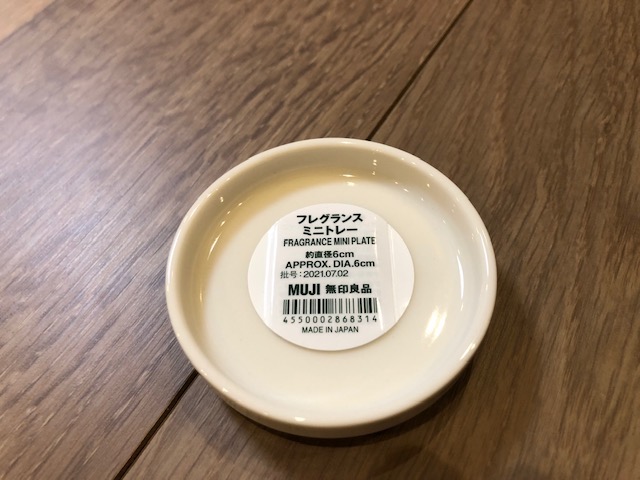 フレグランス
ミニトレー
FRAGRANCE MINI PLATE
約直径6cm
APPROX. DIA.6cm
批号:2021.07.02
MUJI 無印良品
4550002868314
MADE IN JAPAN